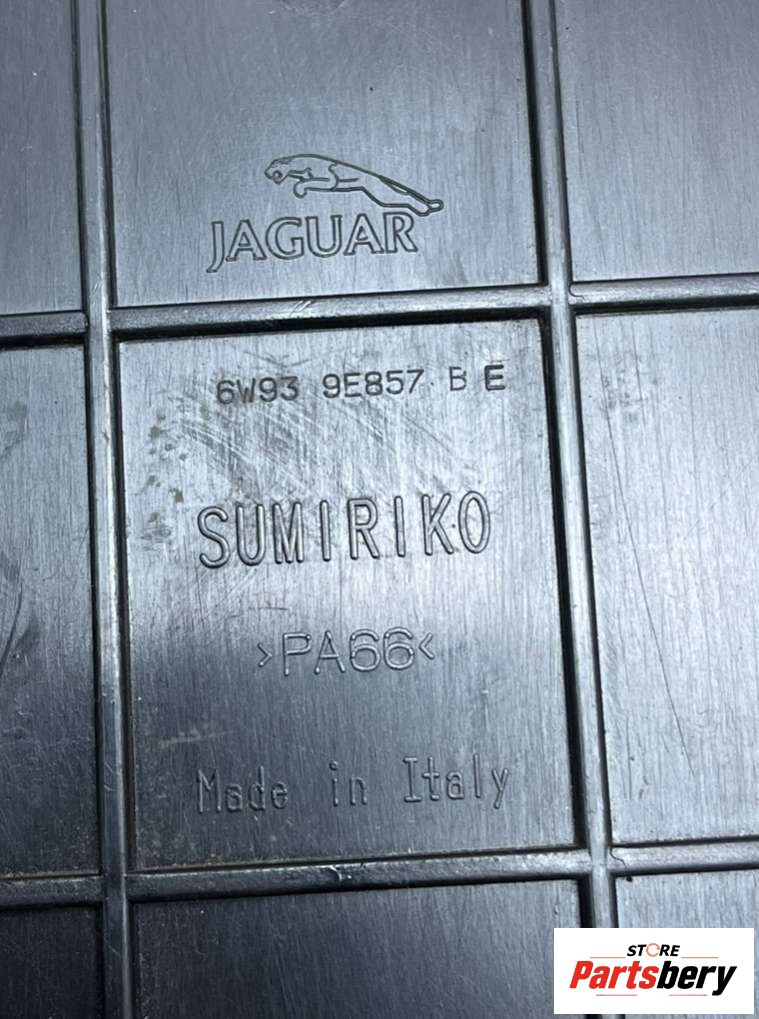 JAGUAR
6W93 9E857 B E
SUMIRIKO
>PA66<
Made in Italy
STORE
Partsbery